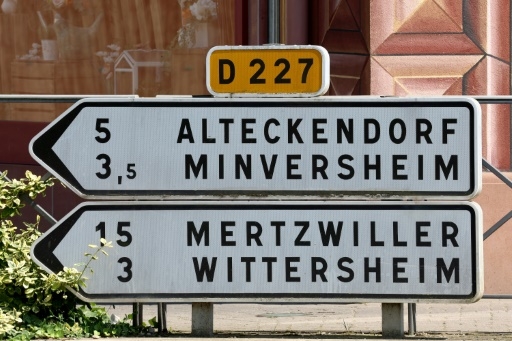 D 227
5 ALTECKENDORF
3,5 MINVERSHEIM
15 MERTZWILLER
3 WITTERSHEIM